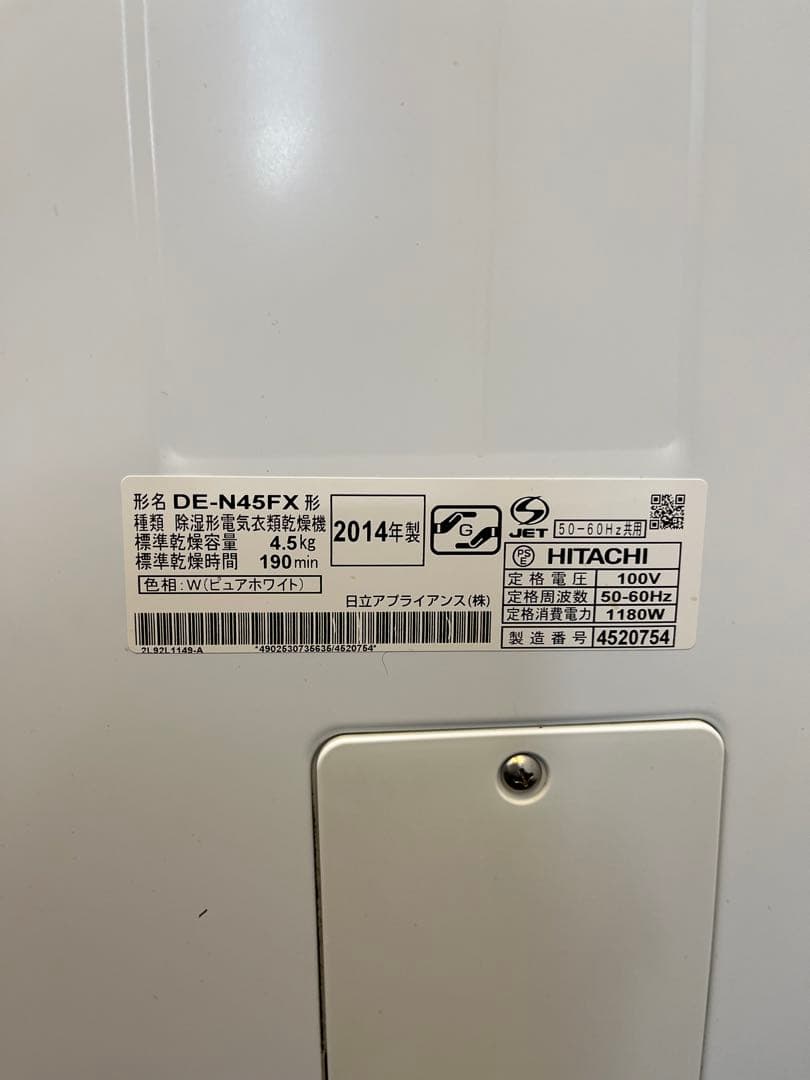 形名 DE-N45FX 形
種類 除湿形電気衣類乾燥機
標準乾燥容量 4.5kg
標準乾燥時間 190min
色相:W(ピュアホワイト)
2014年製
G
JET
50-60Hz共用
PS
E
HITACHI
定格電圧 100V
定格周波数 50-60Hz
定格消費電力 1180W
製造番号 4520754
日立アプライアンス(株)
2L92L1149-A *4902530735635/4520754*